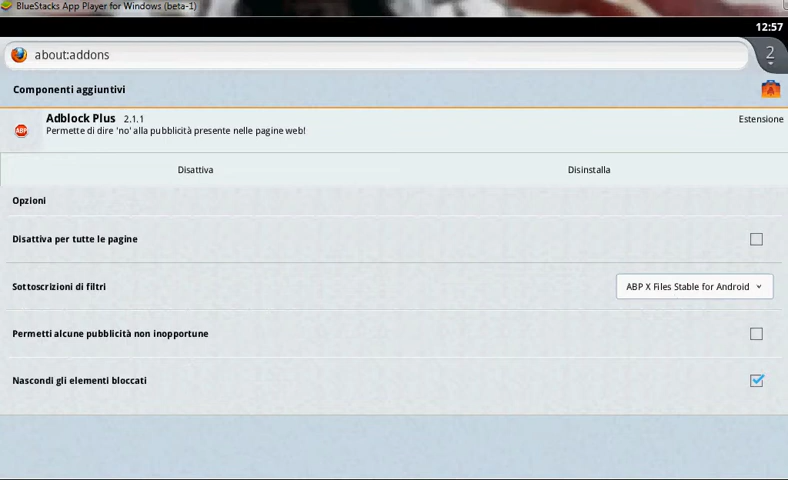 BlueStacks App Player for Windows (beta-1)
12:57
about:addons
2
Componenti aggiuntivi
Adblock Plus 2.1.1
Estensione
ABP
Permette di dire 'no' alla pubblicità presente nelle pagine web!
Disattiva
Disinstalla
Opzioni
Disattiva per tutte le pagine
Sottoscrizioni di filtri
ABP X Files Stable for Android
Permetti alcune pubblicità non inopportune
Nascondi gli elementi bloccati